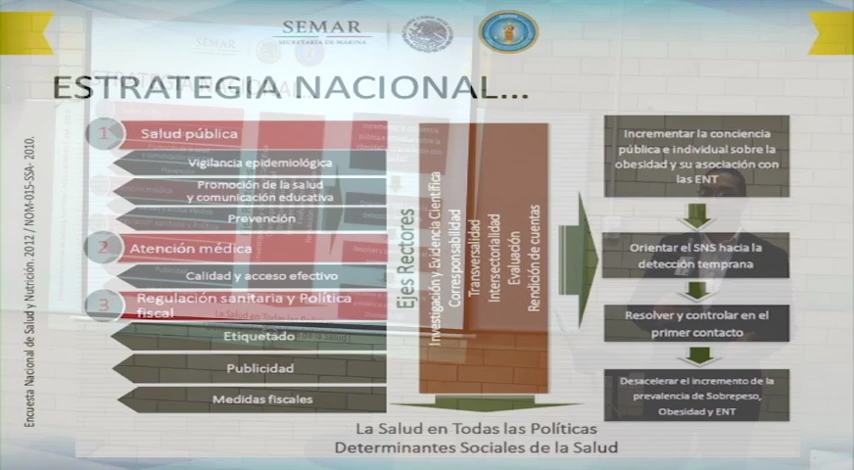 SEMAR
SECRETARÍA DE MARINA
ESTRATEGIA NACIONAL...
1
Salud pública
Vigilancia epidemiológica
Promoción de la salud
y comunicación educativa
Prevención
2
Atención médica
Calidad y acceso efectivo
3
Regulación sanitaria y Política
fiscal
Etiquetado
Publicidad
Medidas fiscales
Ejes Rectores
Investigación y Evidencia Científica
Corresponsabilidad
Transversalidad
Intersectorialidad
Evaluación
Rendición de cuentas
Incrementar la conciencia
pública e individual sobre la
obesidad y su asociación con
las ENT
Orientar el SNS hacia la
detección temprana
Resolver y controlar en el
primer contacto
Desacelerar el incremento de la
prevalencia de Sobrepeso,
Obesidad y ENT
La Salud en Todas las Políticas
Determinantes Sociales de la Salud
Encuesta Nacional de Salud y Nutrición. 2012 / NOM-015-SSA- 2010.